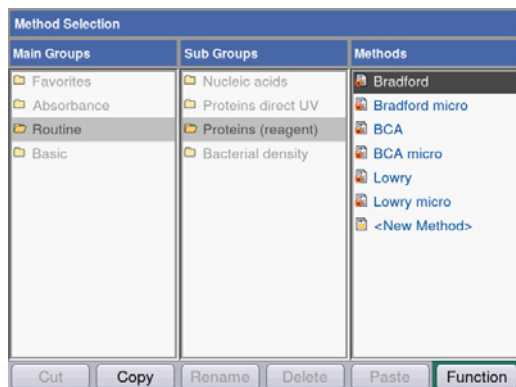 Method Selection
Main Groups
Favorites
Absorbance
Routine
Basic
Sub Groups
Nucleic acids
Proteins direct UV
Proteins (reagent)
Bacterial density
Methods
Bradford
Bradford micro
BCA
BCA micro
Lowry
Lowry micro
<New Method>
Cut Copy Rename Delete Paste Function